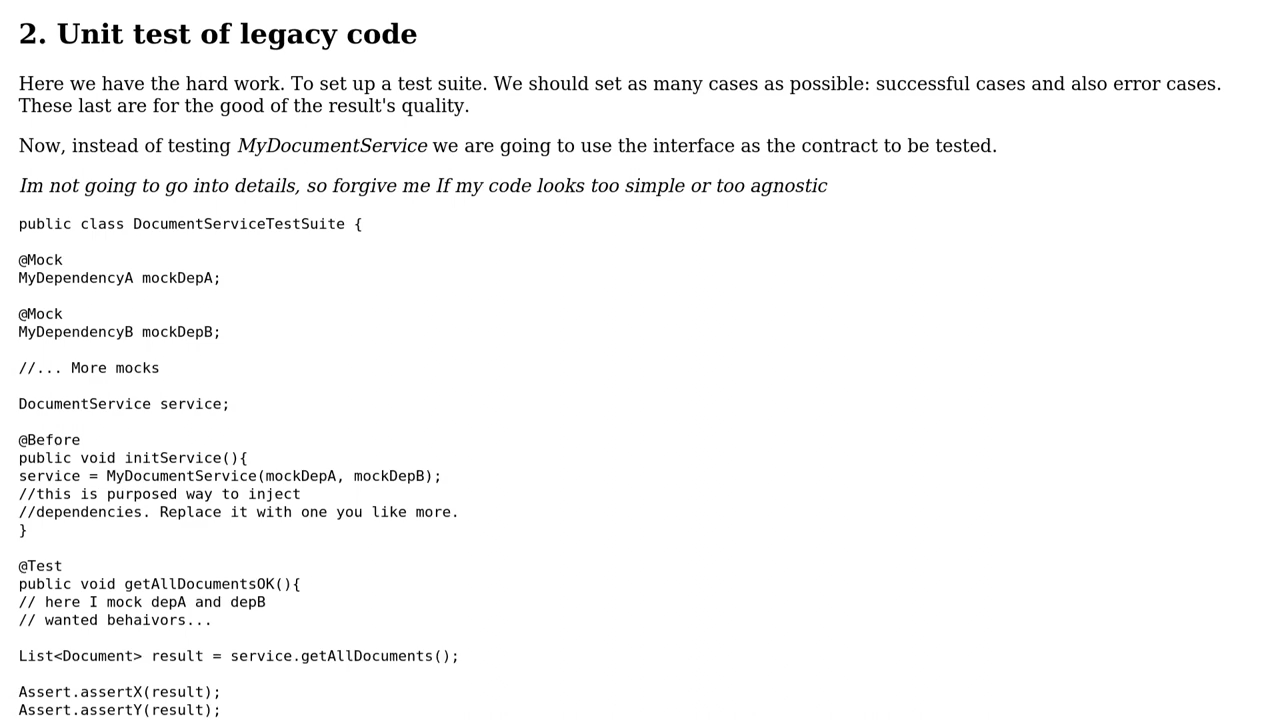 2. Unit test of legacy code
Here we have the hard work. To set up a test suite. We should set as many cases as possible: successful cases and also error cases.
These last are for the good of the result's quality.
Now, instead of testing MyDocumentService we are going to use the interface as the contract to be tested.
Im not going to go into details, so forgive me If my code looks too simple or too agnostic
public class DocumentServiceTestSuite {
@Mock
MyDependencyA mockDepA;
@Mock
MyDependencyB mockDepB;
//... More mocks
DocumentService service;
@Before
public void initService(){
service = MyDocumentService(mockDepA, mockDepB);
//this is purposed way to inject
//dependencies. Replace it with one you like more.
}
@Test
public void getAllDocumentsOK(){
// here I mock depA and depB
// wanted behaivors...
List<Document> result = service.getAllDocuments();
Assert.assertX(result);
Assert.assertY(result);